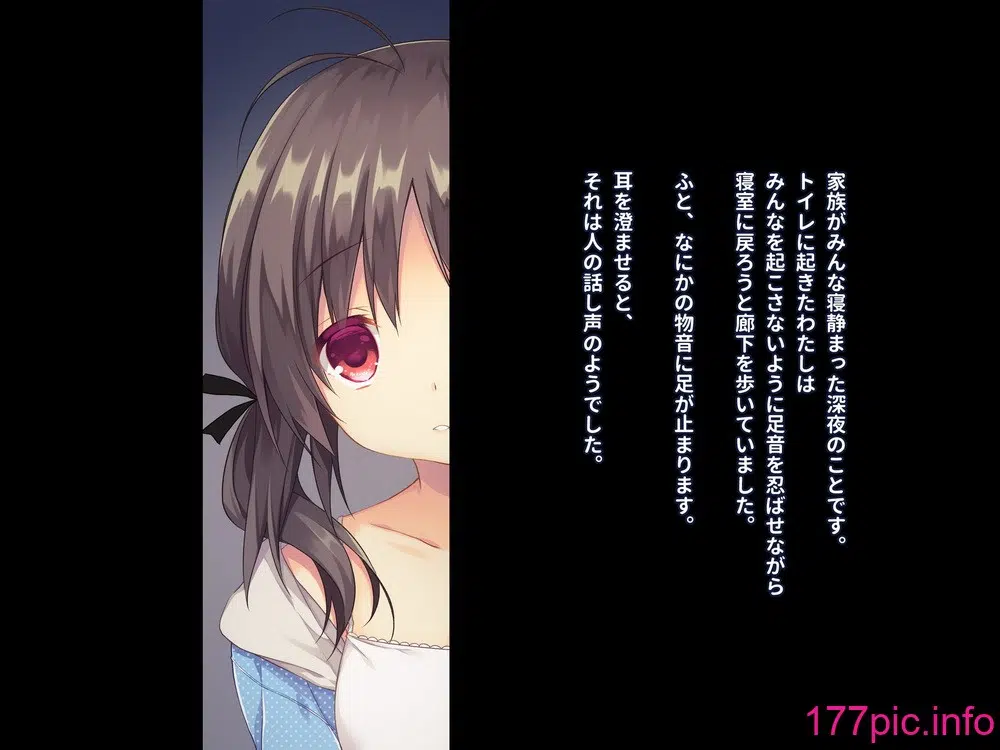 家族がみんな寝静まった深夜のことです。
トイレに起きたわたしは
みんなを起こさないように足音を忍ばせながら
寝室に戻ろうと廊下を歩いていました。
ふと、なにかの物音に足が止まります。
耳を澄ませると、
それは人の話し声のようでした。
177pic.info